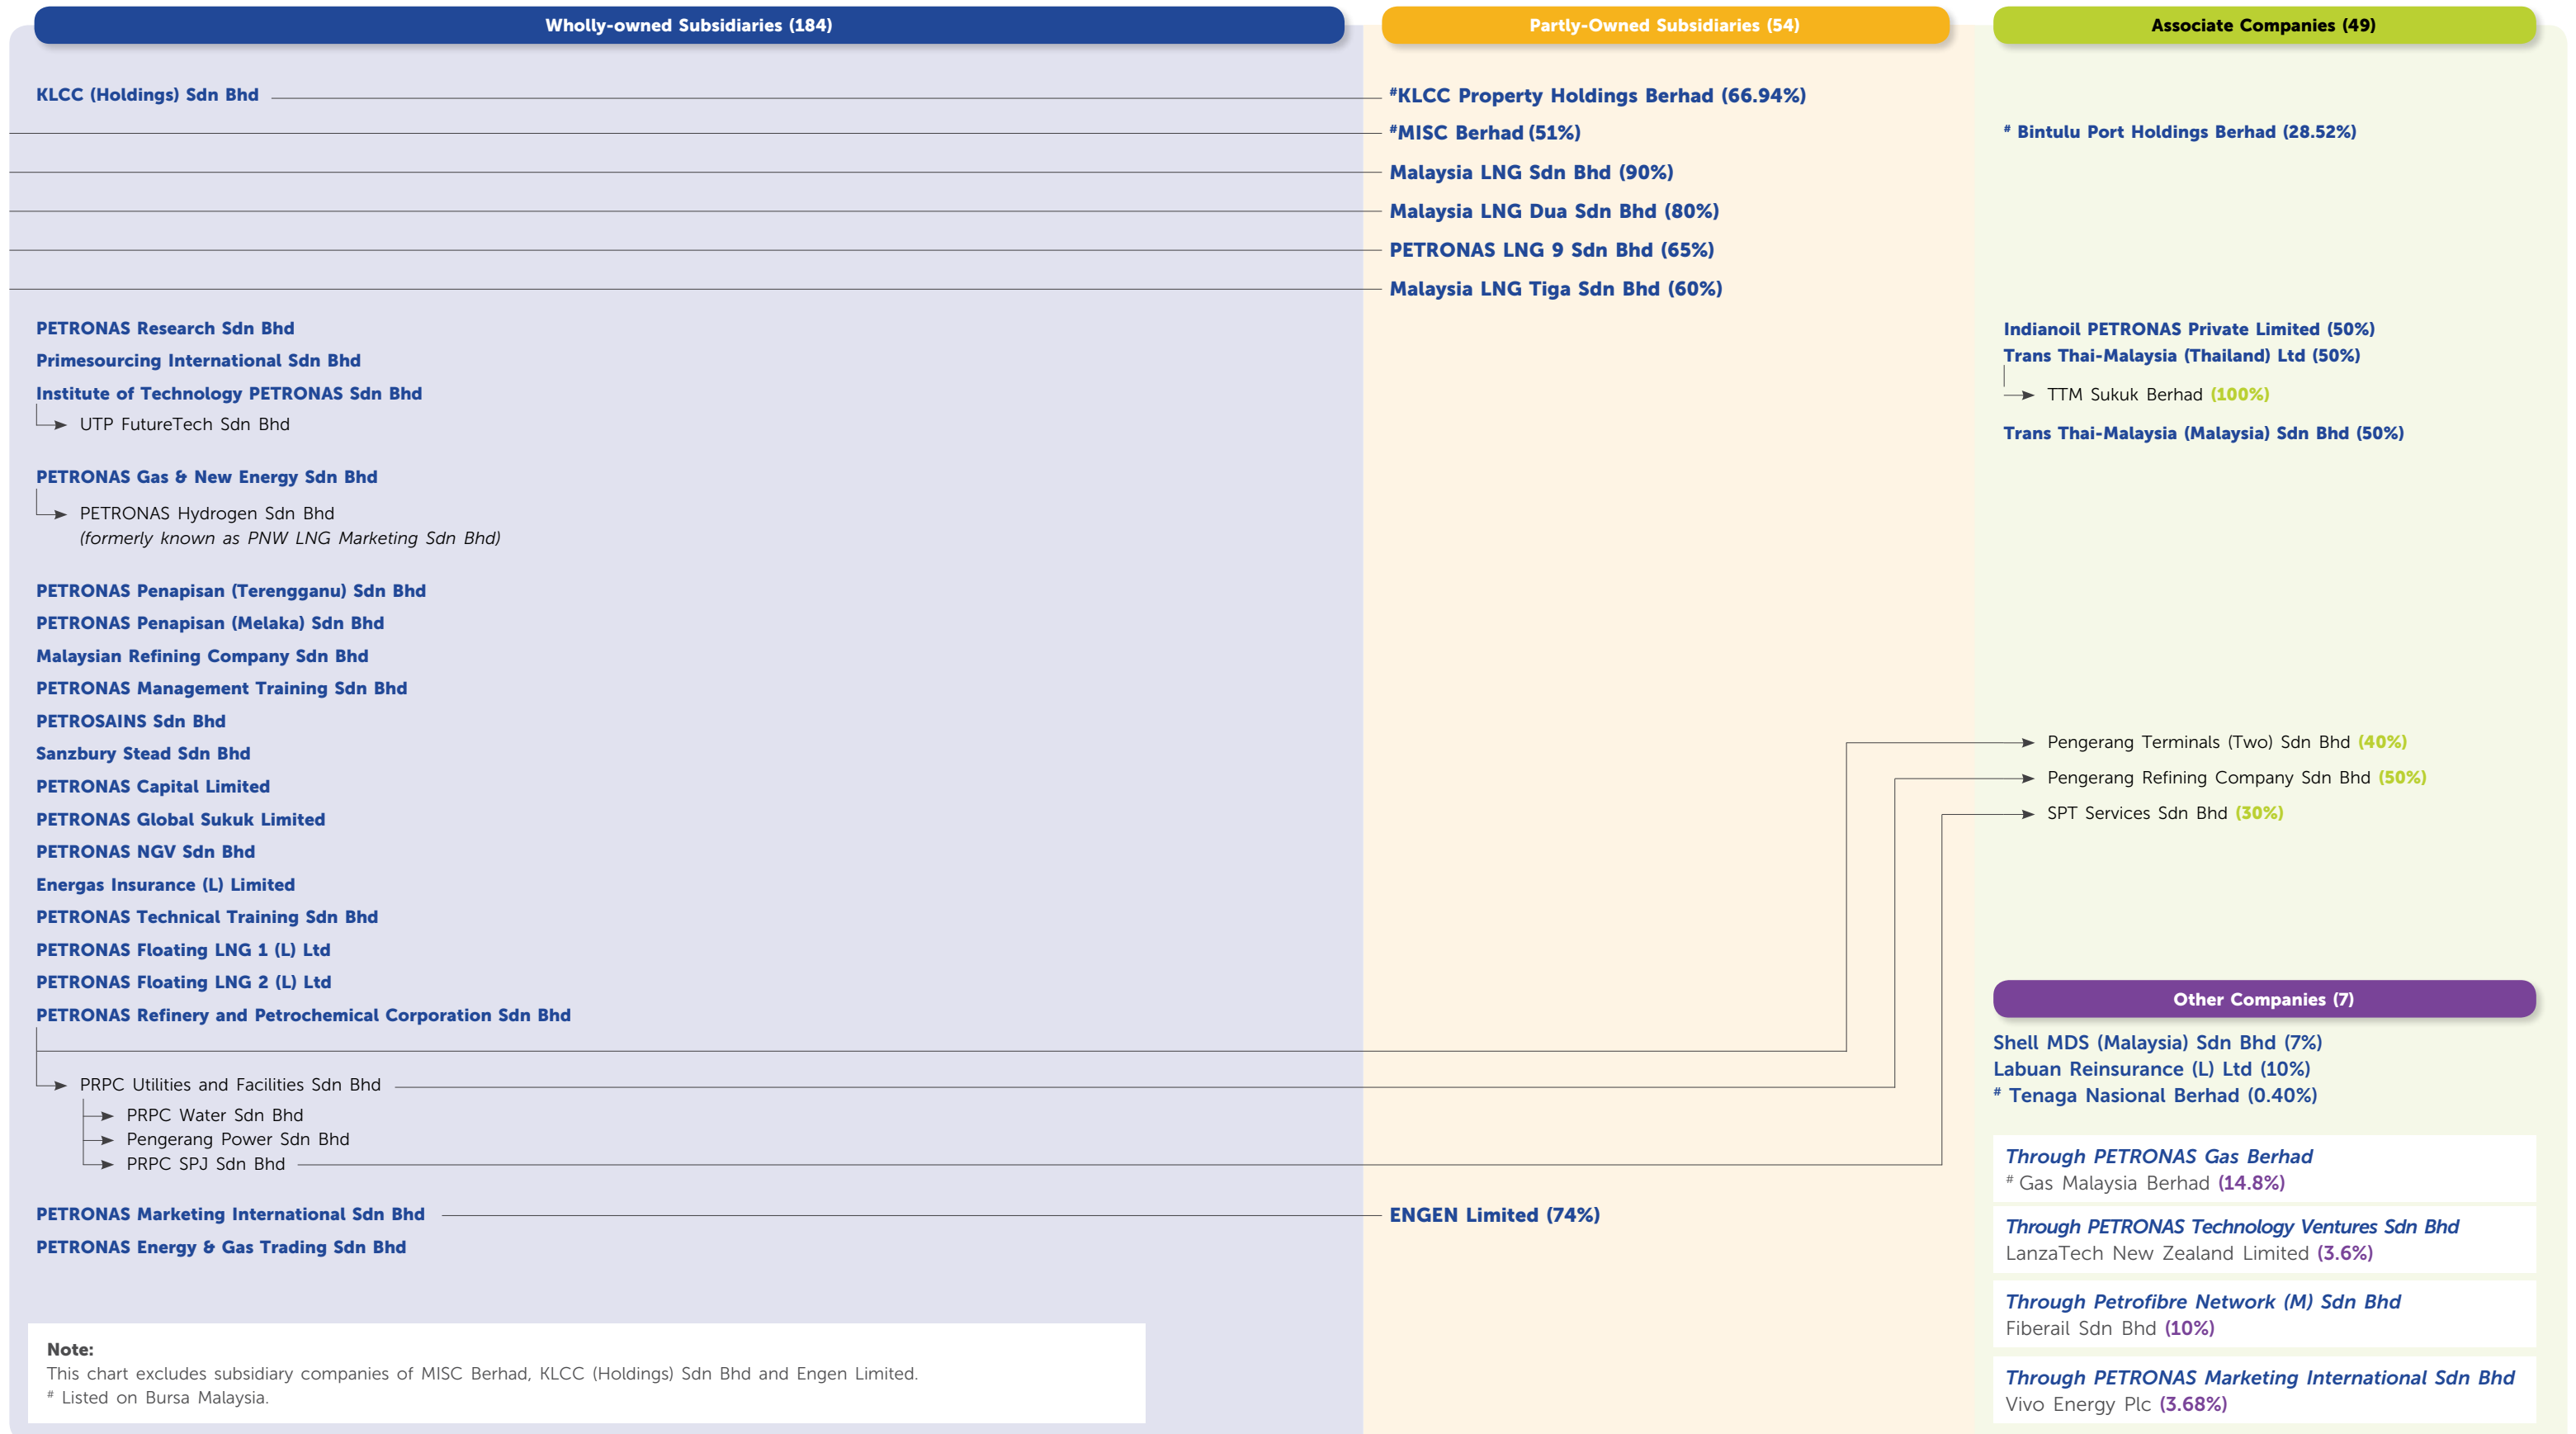 Wholly-owned Subsidiaries (184)
KLCC (Holdings) Sdn Bhd
PETRONAS Research Sdn Bhd
Primesourcing International Sdn Bhd
Institute of Technology PETRONAS Sdn Bhd
UTP FutureTech Sdn Bhd
PETRONAS Gas & New Energy Sdn Bhd
PETRONAS Hydrogen Sdn Bhd
(formerly known as PNW LNG Marketing Sdn Bhd)
PETRONAS Penapisan (Terengganu) Sdn Bhd
PETRONAS Penapisan (Melaka) Sdn Bhd
Malaysian Refining Company Sdn Bhd
PETRONAS Management Training Sdn Bhd
PETROSAINS Sdn Bhd
Sanzbury Stead Sdn Bhd
PETRONAS Capital Limited
PETRONAS Global Sukuk Limited
PETRONAS NGV Sdn Bhd
Energas Insurance (L) Limited
PETRONAS Technical Training Sdn Bhd
PETRONAS Floating LNG 1 (L) Ltd
PETRONAS Floating LNG 2 (L) Ltd
PETRONAS Refinery and Petrochemical Corporation Sdn Bhd
PRPC Utilities and Facilities Sdn Bhd
PRPC Water Sdn Bhd
Pengerang Power Sdn Bhd
PRPC SPJ Sdn Bhd
PETRONAS Marketing International Sdn Bhd
PETRONAS Energy & Gas Trading Sdn Bhd
Note:
This chart excludes subsidiary companies of MISC Berhad, KLCC (Holdings) Sdn Bhd and Engen Limited.
# Listed on Bursa Malaysia.
Partly-Owned Subsidiaries (54)
#KLCC Property Holdings Berhad (66.94%)
#MISC Berhad (51%)
Malaysia LNG Sdn Bhd (90%)
Malaysia LNG Dua Sdn Bhd (80%)
PETRONAS LNG 9 Sdn Bhd (65%)
Malaysia LNG Tiga Sdn Bhd (60%)
ENGEN Limited (74%)
Associate Companies (49)
# Bintulu Port Holdings Berhad (28.52%)
Indianoil PETRONAS Private Limited (50%)
Trans Thai-Malaysia (Thailand) Ltd (50%)
TTM Sukuk Berhad (100%)
Trans Thai-Malaysia (Malaysia) Sdn Bhd (50%)
Pengerang Terminals (Two) Sdn Bhd (40%)
Pengerang Refining Company Sdn Bhd (50%)
SPT Services Sdn Bhd (30%)
Other Companies (7)
Shell MDS (Malaysia) Sdn Bhd (7%)
Labuan Reinsurance (L) Ltd (10%)
# Tenaga Nasional Berhad (0.40%)
Through PETRONAS Gas Berhad
# Gas Malaysia Berhad (14.8%)
Through PETRONAS Technology Ventures Sdn Bhd
LanzaTech New Zealand Limited (3.6%)
Through Petrofibre Network (M) Sdn Bhd
Fiberail Sdn Bhd (10%)
Through PETRONAS Marketing International Sdn Bhd
Vivo Energy Plc (3.68%)